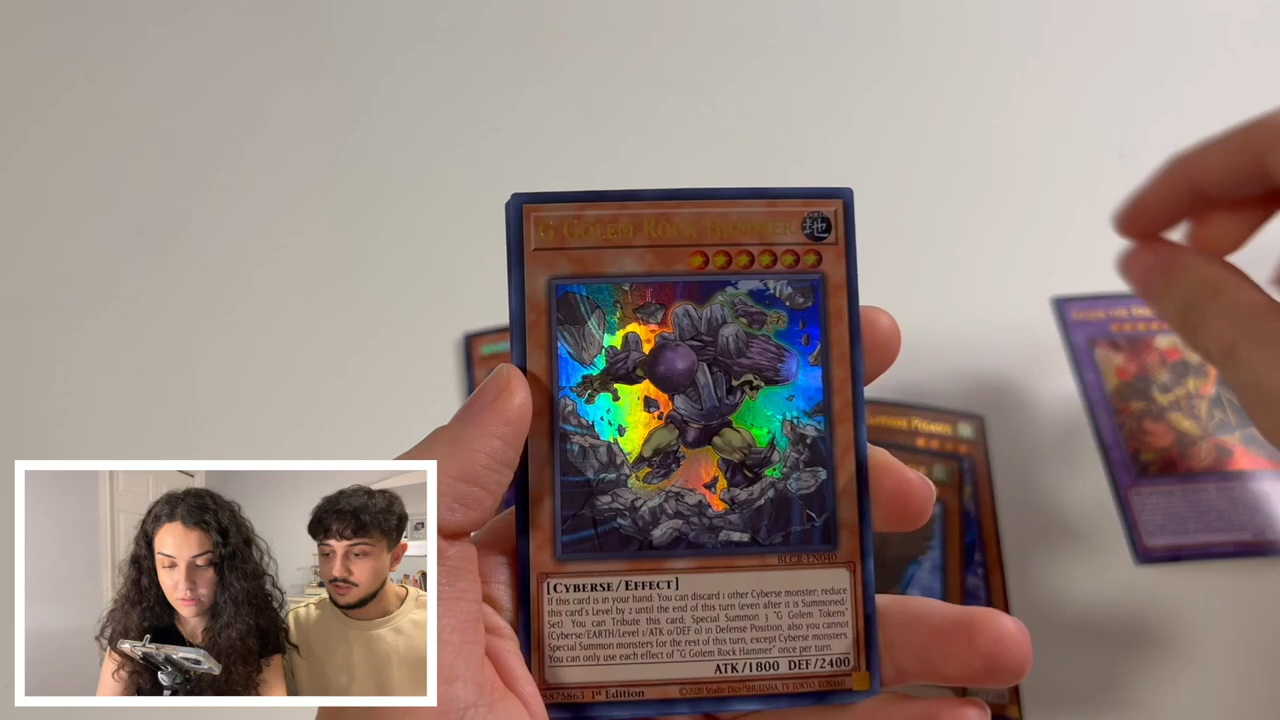 G Golem Rock Hammer
EARTH
地
BLCR-EN040
[Cyberse/Effect]
If this card is in your hand: You can discard 1 other Cyberse monster; reduce
this card's Level by 2 until the end of this turn (even after it is Summoned/
Set). You can Tribute this card; Special Summon 3 "G Golem Tokens"
(Cyberse/EARTH/Level 1/ATK 0/DEF 0) in Defense Position, also you cannot
Special Summon monsters for the rest of this turn, except Cyberse monsters.
You can only use each effect of "G Golem Rock Hammer" once per turn.
ATK/1800 DEF/2400
1st Edition
©2020 Studio Dice/SHUEISHA, TV TOKYO, KONAMI
Pegasus